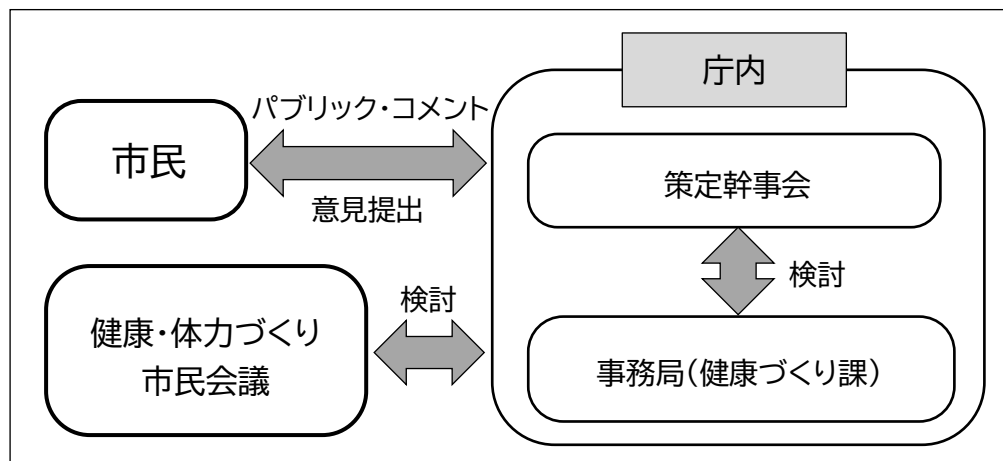 庁内
パブリック・コメント
市民
意見提出
策定幹事会
検討
健康・体力づくり
市民会議
検討
事務局(健康づくり課)